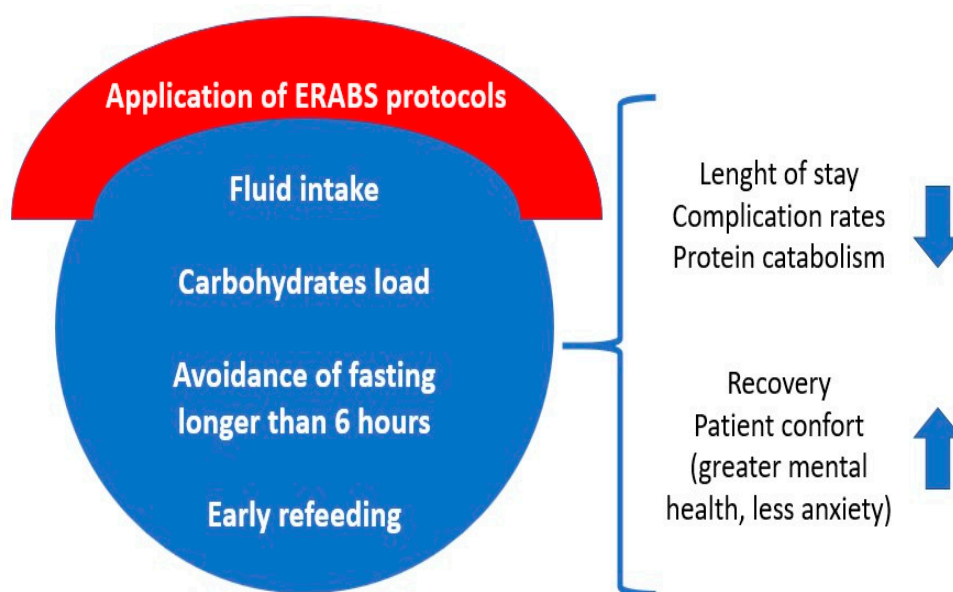 Application of ERABS protocols
Fluid intake
Carbohydrates load
Avoidance of fasting
longer than 6 hours
Early refeeding
Lenght of stay
Complication rates
Protein catabolism
Recovery
Patient confort
(greater mental
health, less anxiety)